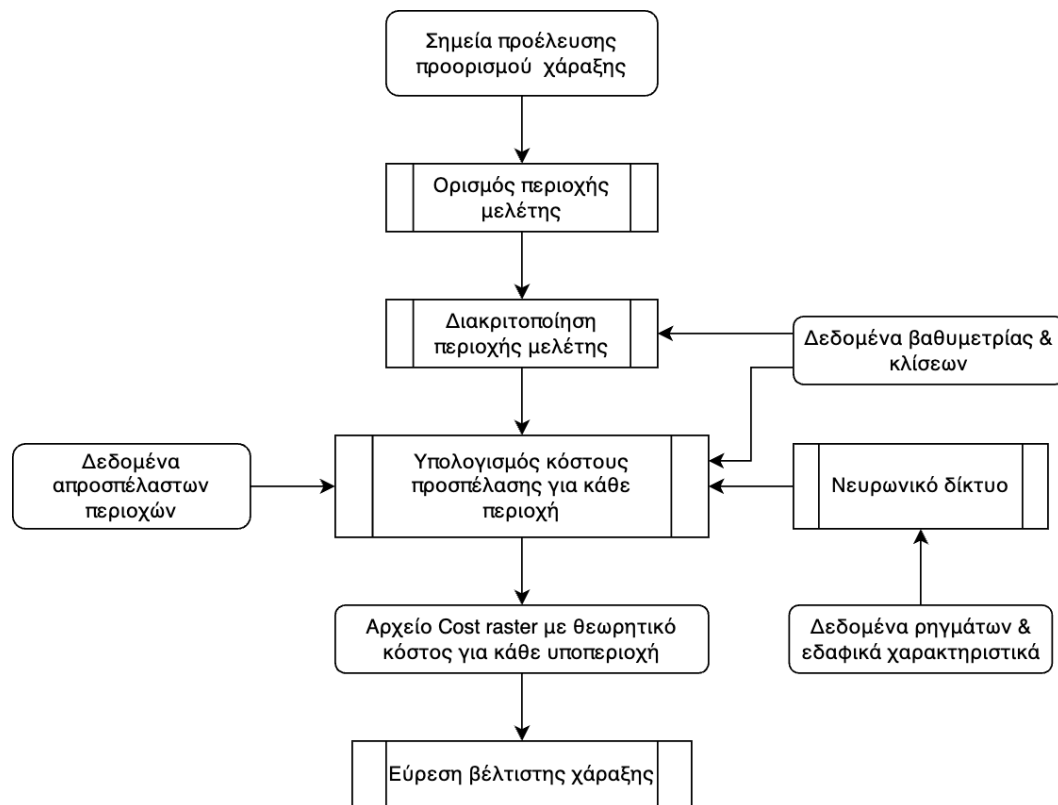 Σημεία προέλευσης
προορισμού χάραξης
Ορισμός περιοχής
μελέτης
Διακριτοποίηση
περιοχής μελέτης
Δεδομένα βαθυμετρίας &
κλίσεων
Δεδομένα
απροσπέλαστων
περιοχών
Υπολογισμός κόστους
προσπέλασης για κάθε
περιοχή
Νευρωνικό δίκτυο
Αρχείο Cost raster με θεωρητικό
κόστος για κάθε υποπεριοχή
Δεδομένα ρηγμάτων &
εδαφικά χαρακτηριστικά
Εύρεση βέλτιστης χάραξης